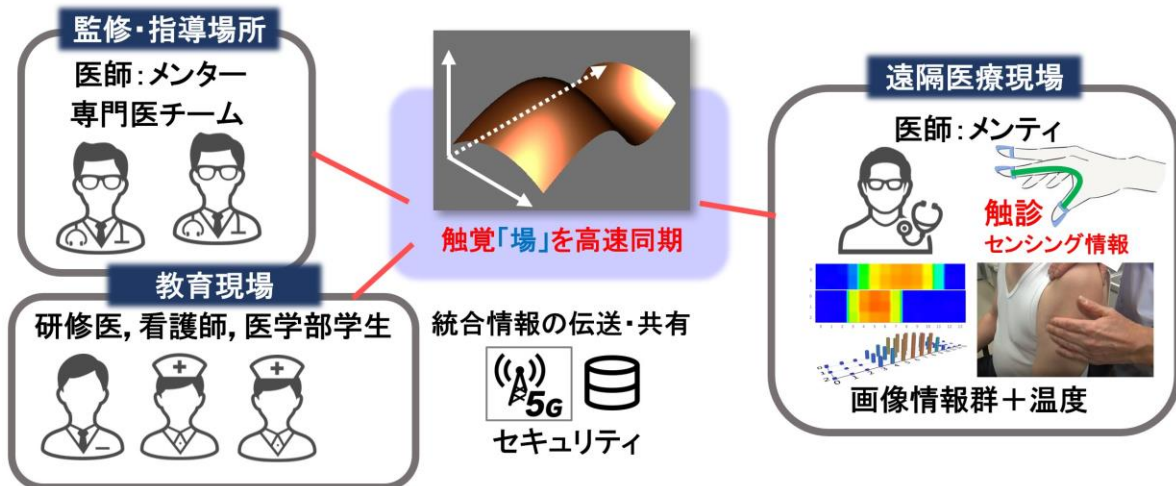 監修・指導場所
医師：メンター
専門医チーム
教育現場
研修医，看護師，医学部学生
触覚「場」を高速同期
統合情報の伝送・共有
5G
セキュリティ
遠隔医療現場
医師：メンティ
触診
センシング情報
画像情報群＋温度